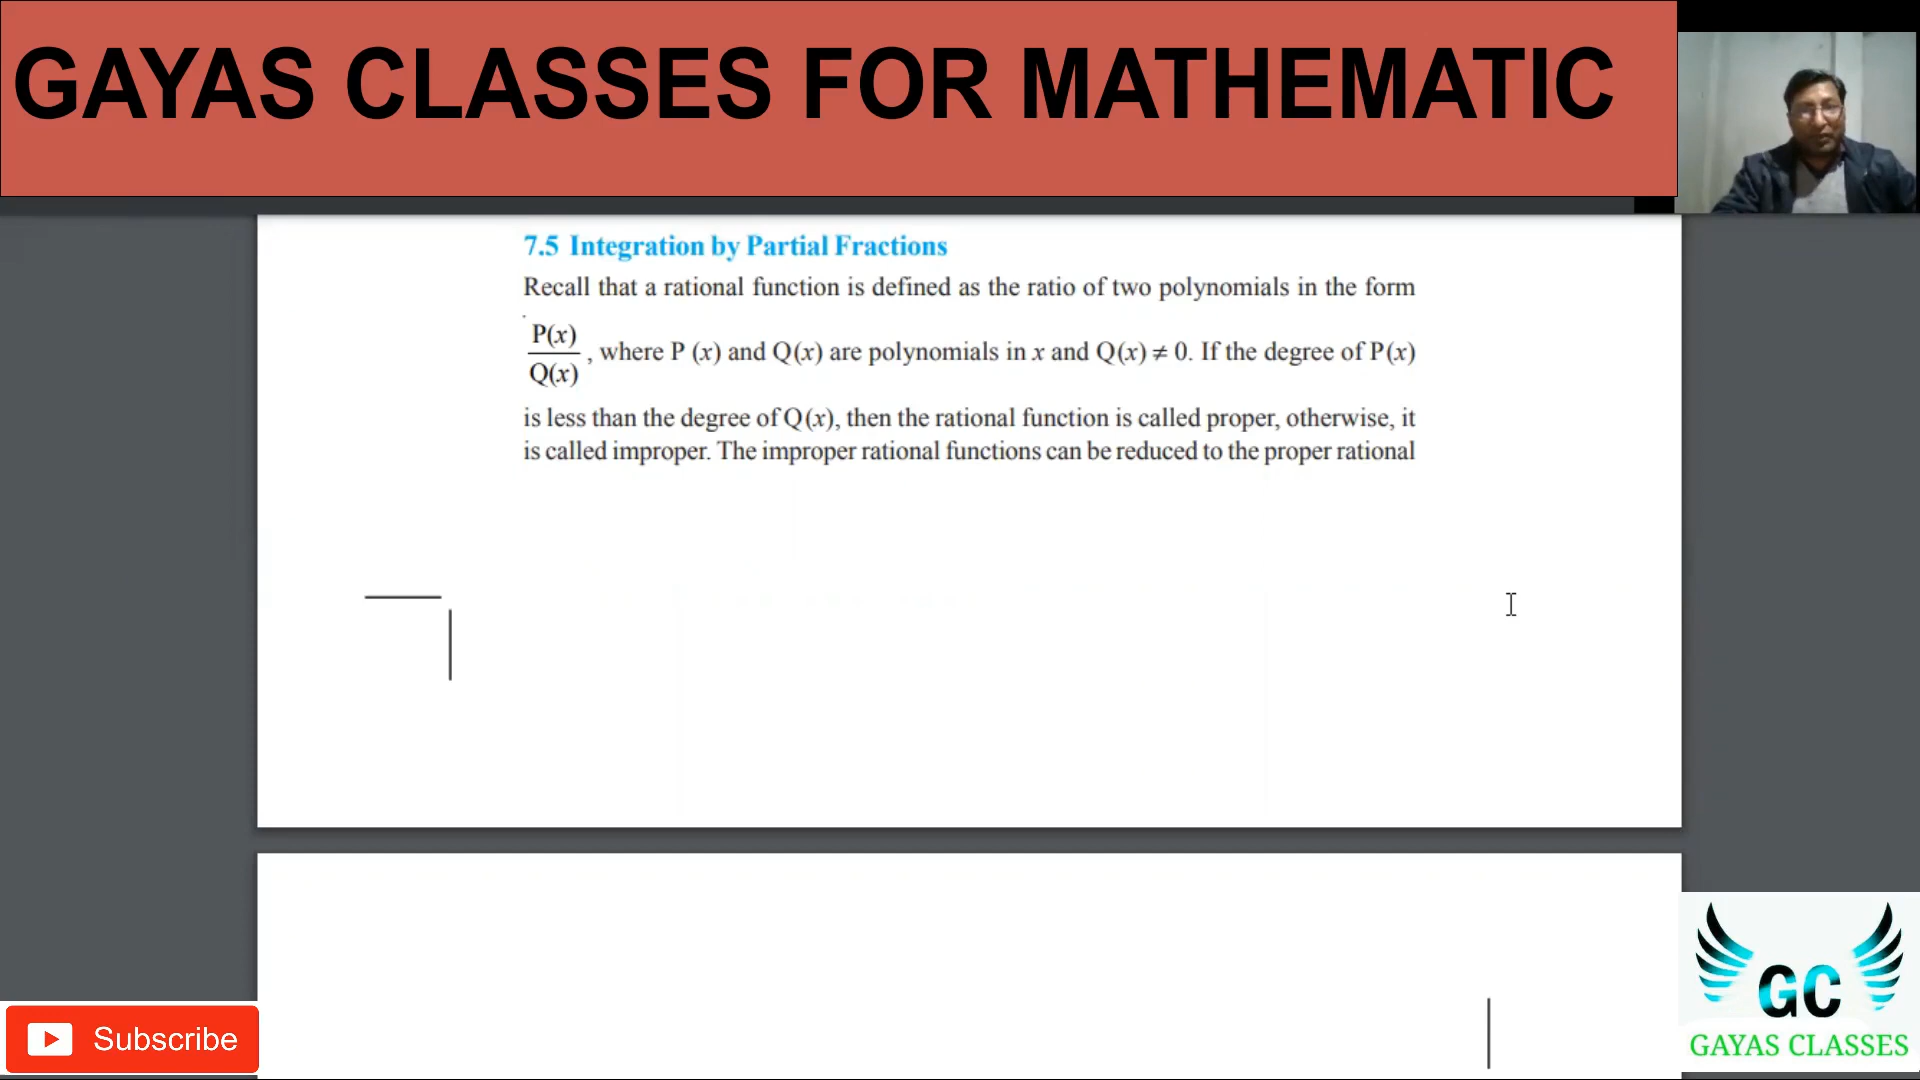 GAYAS CLASSES FOR MATHEMATIC
7.5 Integration by Partial Fractions
Recall that a rational function is defined as the ratio of two polynomials in the form
P(x)
Q(x)
, where P (x) and Q(x) are polynomials in x and Q(x) ≠ 0. If the degree of P(x)
is less than the degree of Q(x), then the rational function is called proper, otherwise, it
is called improper. The improper rational functions can be reduced to the proper rational
Subscribe
GC
GAYAS CLASSES